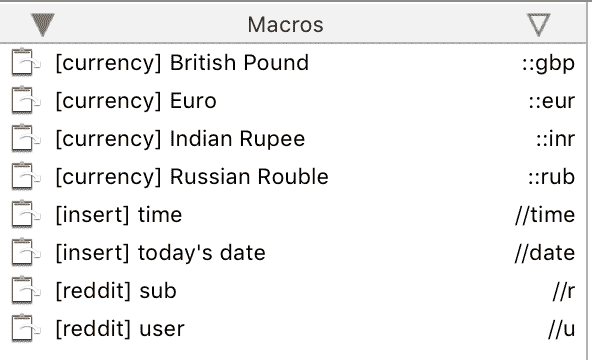 Macros
[currency] British Pound ::gbp
[currency] Euro ::eur
[currency] Indian Rupee ::inr
[currency] Russian Rouble ::rub
[insert] time //time
[insert] today's date //date
[reddit] sub //r
[reddit] user //u